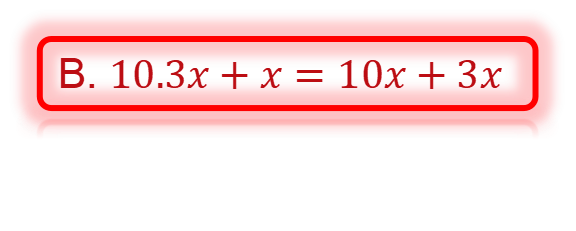 B. 10.3x + x = 10x + 3x